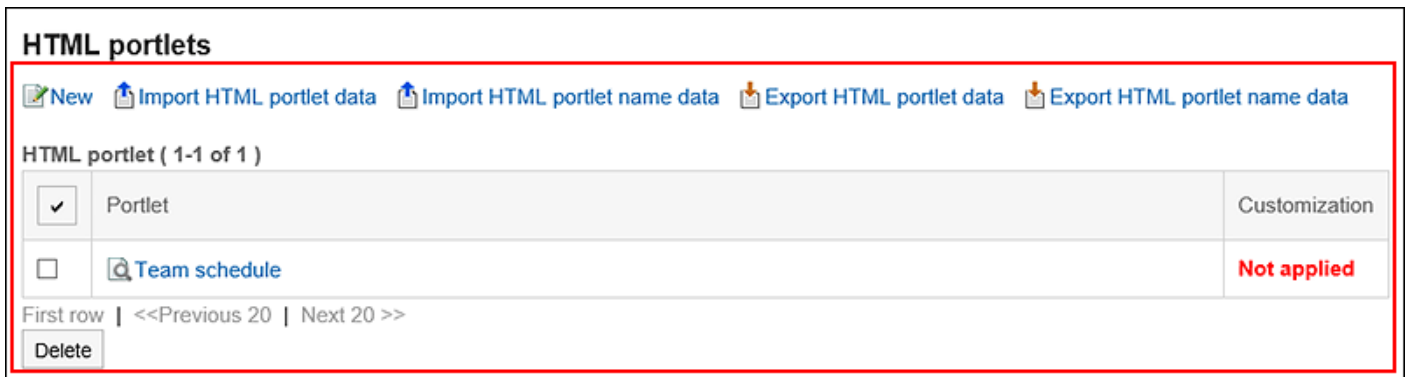 HTML portlets
New Import HTML portlet data Import HTML portlet name data Export HTML portlet data Export HTML portlet name data
HTML portlet ( 1-1 of 1 )
Portlet Customization
Team schedule Not applied
First row | <<Previous 20 | Next 20 >>
Delete